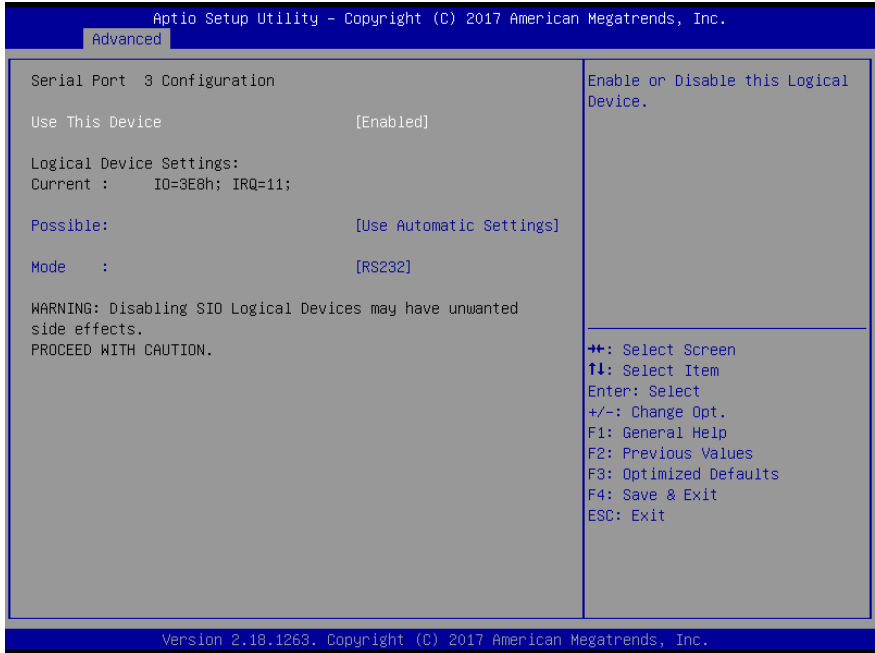 Aptio Setup Utility – Copyright (C) 2017 American Megatrends, Inc.
Advanced
Serial Port  3 Configuration
Use This Device [Enabled]
Logical Device Settings:
Current : IO=3E8h; IRQ=11;
Possible: [Use Automatic Settings]
Mode : [RS232]
WARNING: Disabling SIO Logical Devices may have unwanted
side effects.
PROCEED WITH CAUTION.
Enable or Disable this Logical
Device.
→←: Select Screen
↑↓: Select Item
Enter: Select
+/-: Change Opt.
F1: General Help
F2: Previous Values
F3: Optimized Defaults
F4: Save & Exit
ESC: Exit
Version 2.18.1263. Copyright (C) 2017 American Megatrends, Inc.